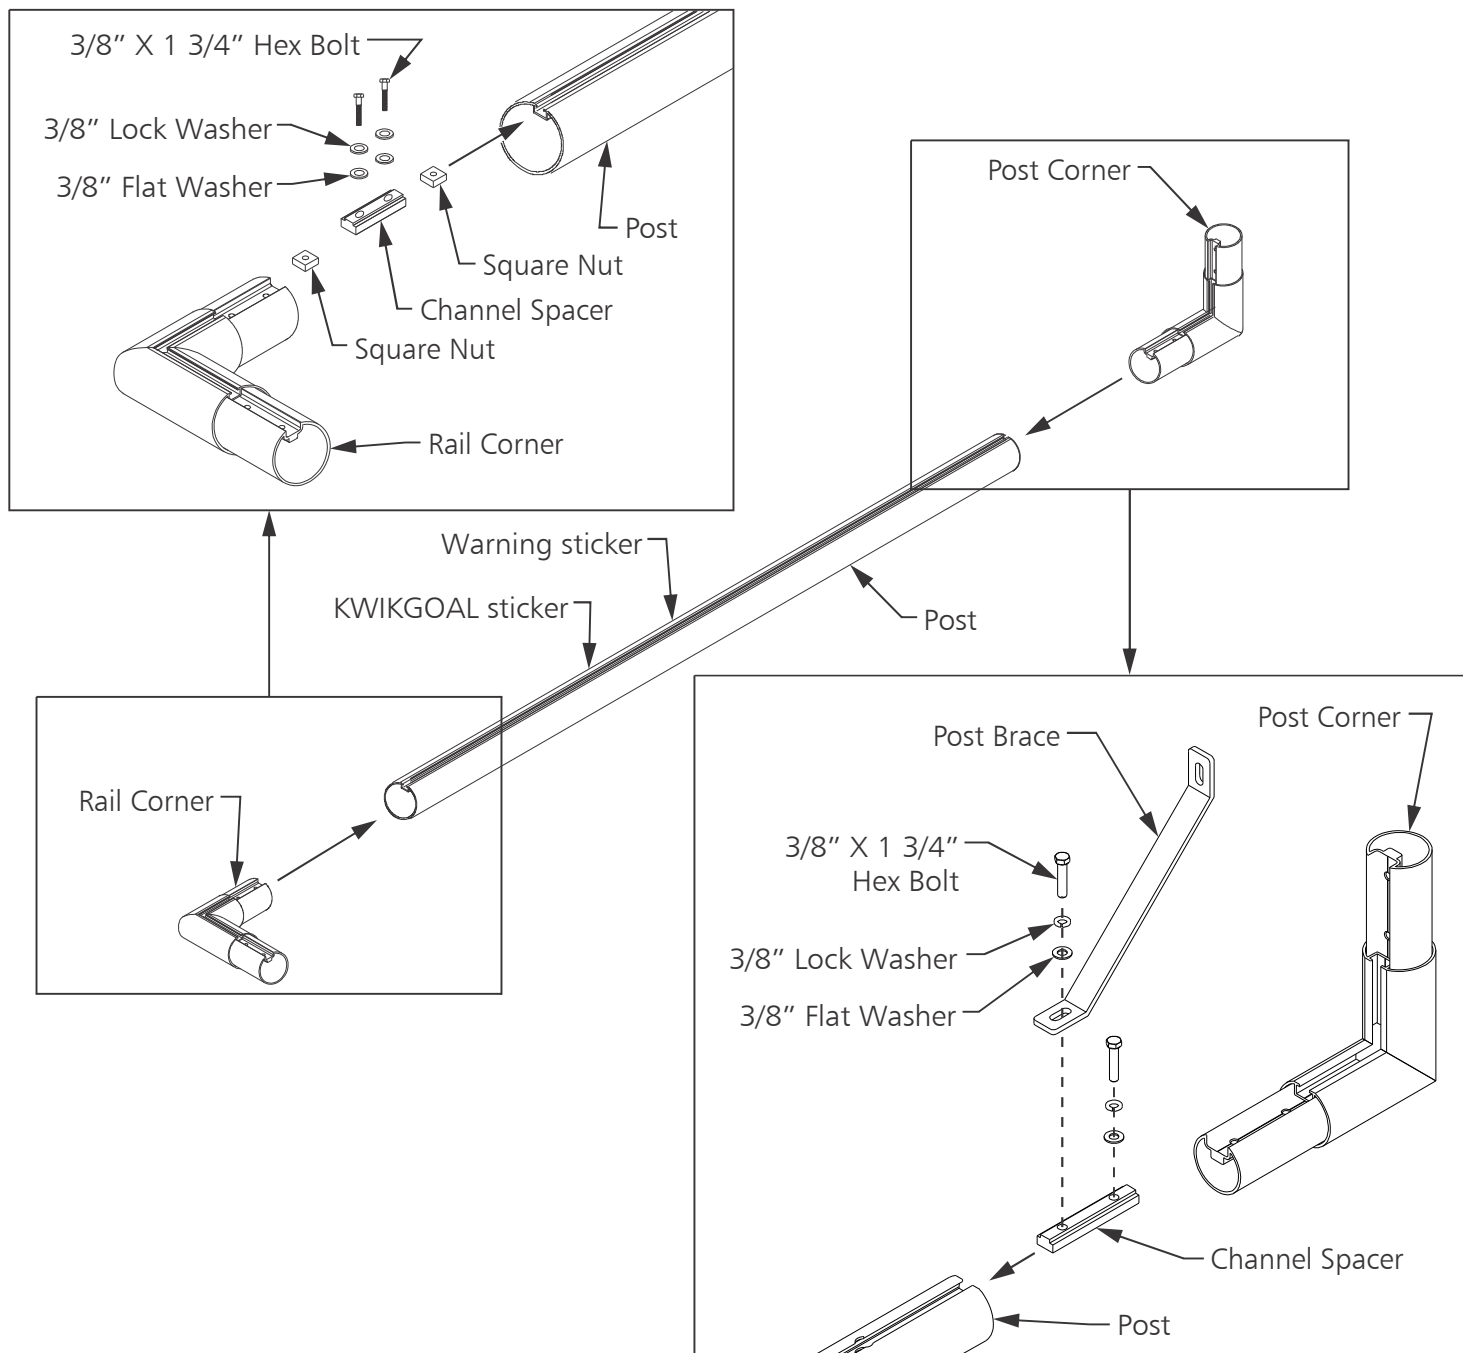 3/8” X 1 3/4” Hex Bolt
3/8” Lock Washer
3/8” Flat Washer
Post
Square Nut
Channel Spacer
Square Nut
Rail Corner
Post Corner
Warning sticker
KWIKGOAL sticker
Post
Rail Corner
Post Brace
Post Corner
3/8” X 1 3/4”
Hex Bolt
3/8” Lock Washer
3/8” Flat Washer
Channel Spacer
Post